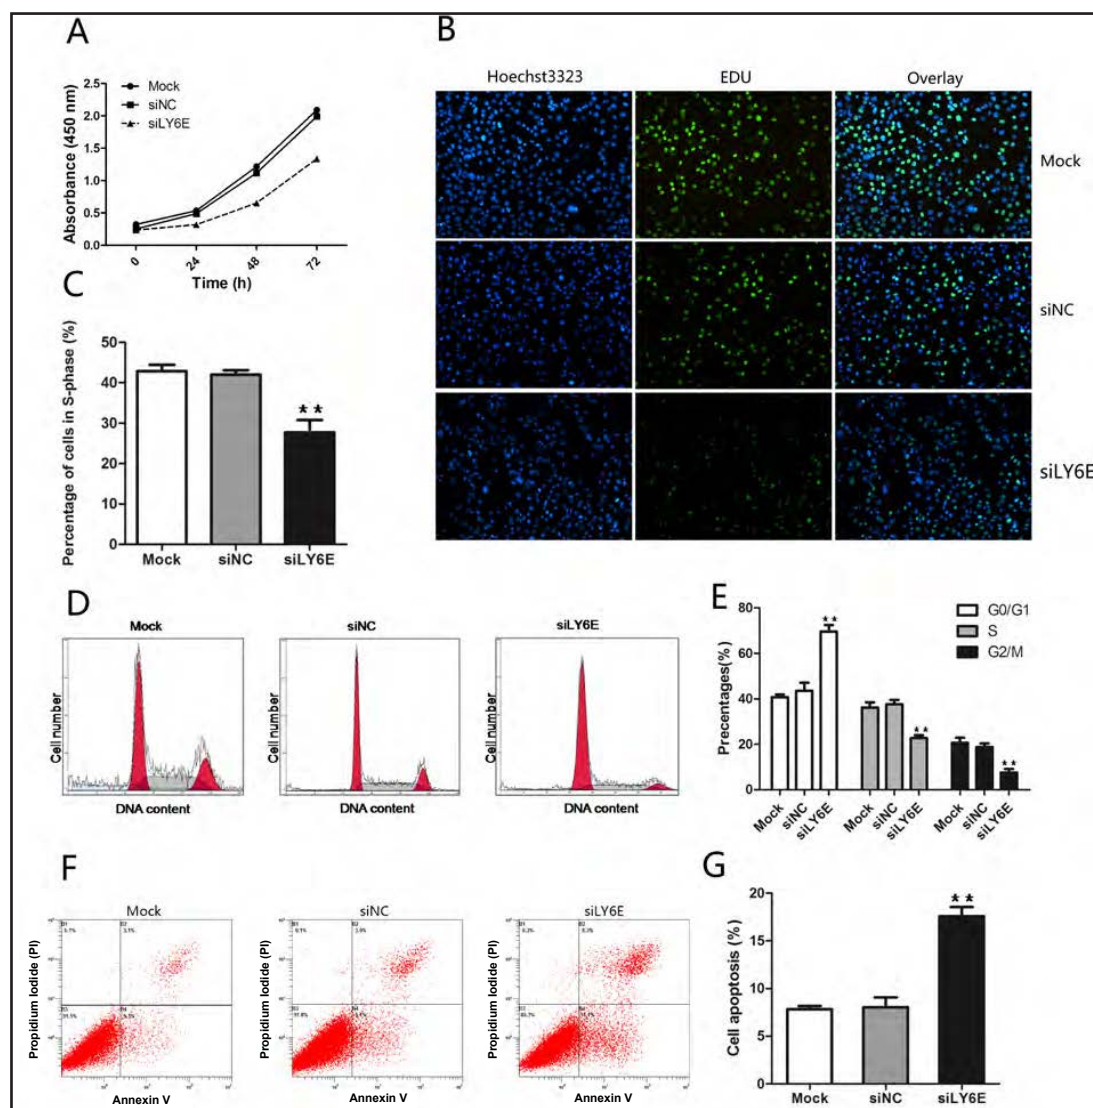 A
2.5
2.0
1.5
1.0
0.5
0.0
Absorbance (450 nm)
Mock
siNC
siLY6E
0
24
48
72
Time (h)
B
Hoechst3323
EDU
Overlay
Mock
siNC
siLY6E
C
Percentage of cells in S-phase (%)
50
40
30
20
10
0
**
Mock
siNC
siLY6E
D
Mock
siNC
siLY6E
Cell number
Cell number
Cell number
DNA content
DNA content
DNA content
E
Precentages(%)
80
60
40
20
0
**
**
**
G0/G1
S
G2/M
Mock
siNC
siLY6E
Mock
siNC
siLY6E
Mock
siNC
siLY6E
F
Mock
siNC
siLY6E
Propidium Iodide (PI)
Propidium Iodide (PI)
Propidium Iodide (PI)
Annexin V
Annexin V
Annexin V
G
Cell apoptosis (%)
20
15
10
5
0
**
Mock
siNC
siLY6E